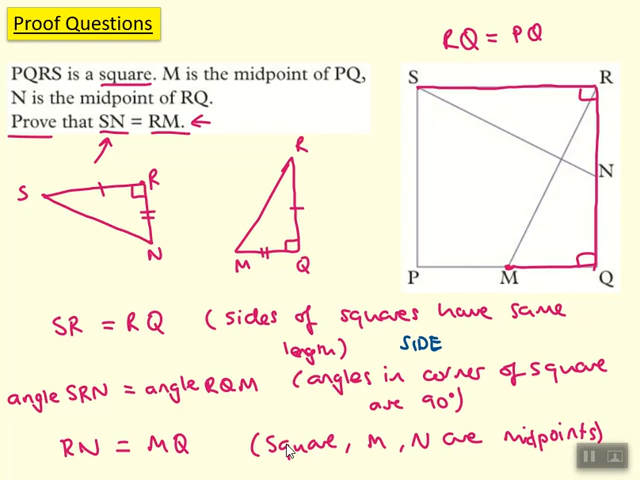 Proof Questions
RQ = PQ
PQRS is a square. M is the midpoint of PQ,
N is the midpoint of RQ.
Prove that SN = RM.
S R
N
P M Q
S R
N
R
M Q
SR = RQ (sides of squares have same
length) SIDE
angle SRN = angle RQM (angles in corner of square
are 90°)
RN = MQ (Square, M, N are midpoints)